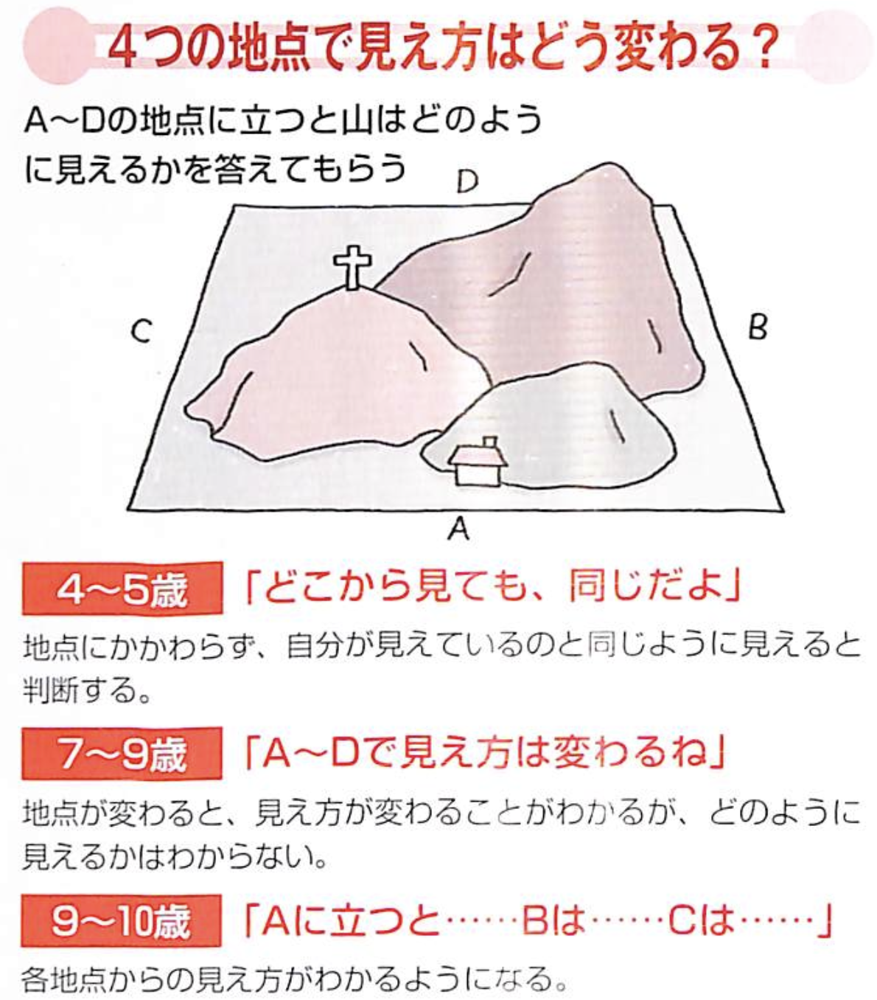 4つの地点で見え方はどう変わる？
A〜Dの地点に立つと山はどのよう
に見えるかを答えてもらう
D
C
B
A
4〜5歳 「どこから見ても、同じだよ」
地点にかかわらず、自分が見えているのと同じように見えると
判断する。
7〜9歳 「A〜Dで見え方は変わるね」
地点が変わると、見え方が変わることがわかるが、どのように
見えるかはわからない。
9〜10歳 「Aに立つと……Bは……Cは……」
各地点からの見え方がわかるようになる。